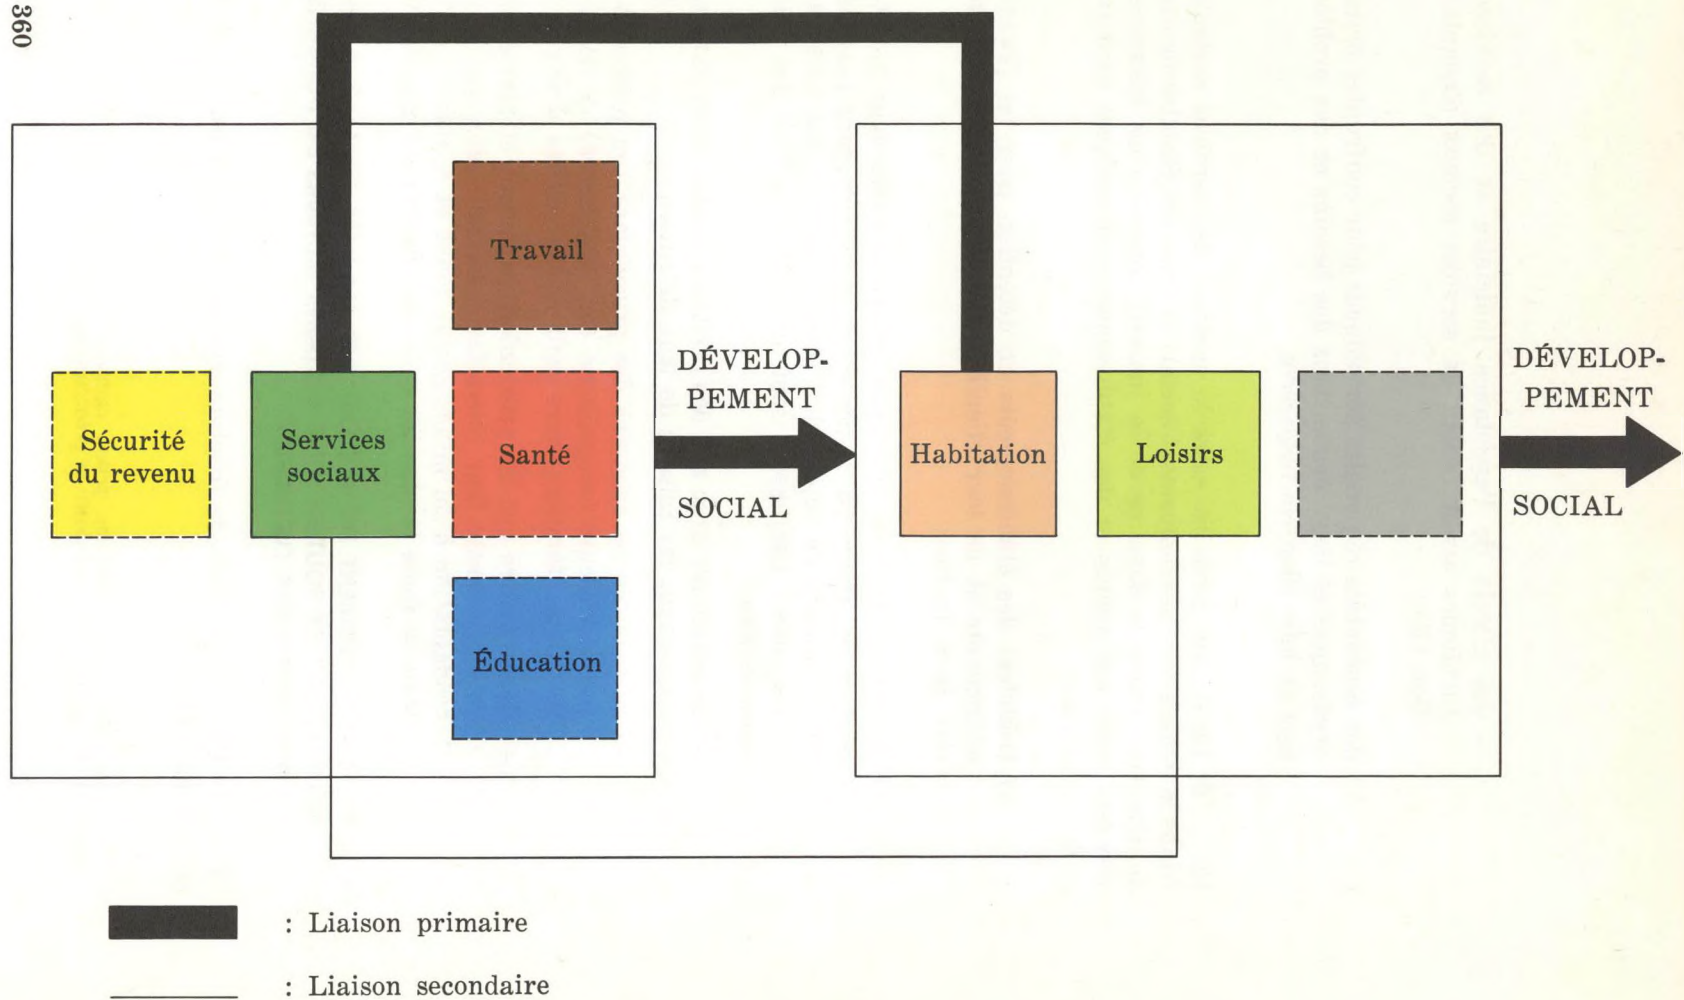 360
Travail
Sécurité
du revenu
Services
sociaux
Santé
Éducation
DÉVELOP-
PEMENT
SOCIAL
Habitation
Loisirs
DÉVELOP-
PEMENT
SOCIAL
: Liaison primaire
: Liaison secondaire